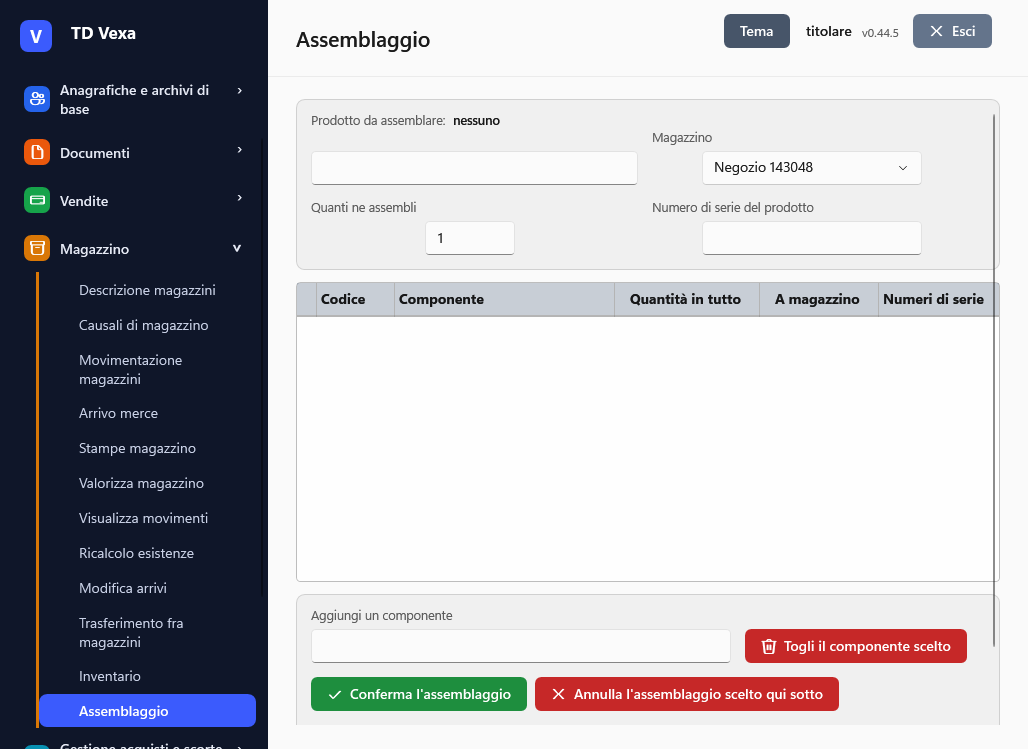 V
TD Vexa
Anagrafiche e archivi di
base
Documenti
Vendite
Magazzino
Descrizione magazzini
Causali di magazzino
Movimentazione
magazzini
Arrivo merce
Stampe magazzino
Valorizza magazzino
Visualizza movimenti
Ricalcolo esistenze
Modifica arrivi
Trasferimento fra
magazzini
Inventario
Assemblaggio
Gestione acquisti e scorte
Assemblaggio
Tema
titolare v0.44.5
Esci
Prodotto da assemblare: nessuno
Magazzino
Negozio 143048
Quanti ne assembli
Numero di serie del prodotto
1
Codice Componente Quantità in tutto A magazzino Numeri di serie
Aggiungi un componente
Togli il componente scelto
Conferma l'assemblaggio
Annulla l'assemblaggio scelto qui sotto